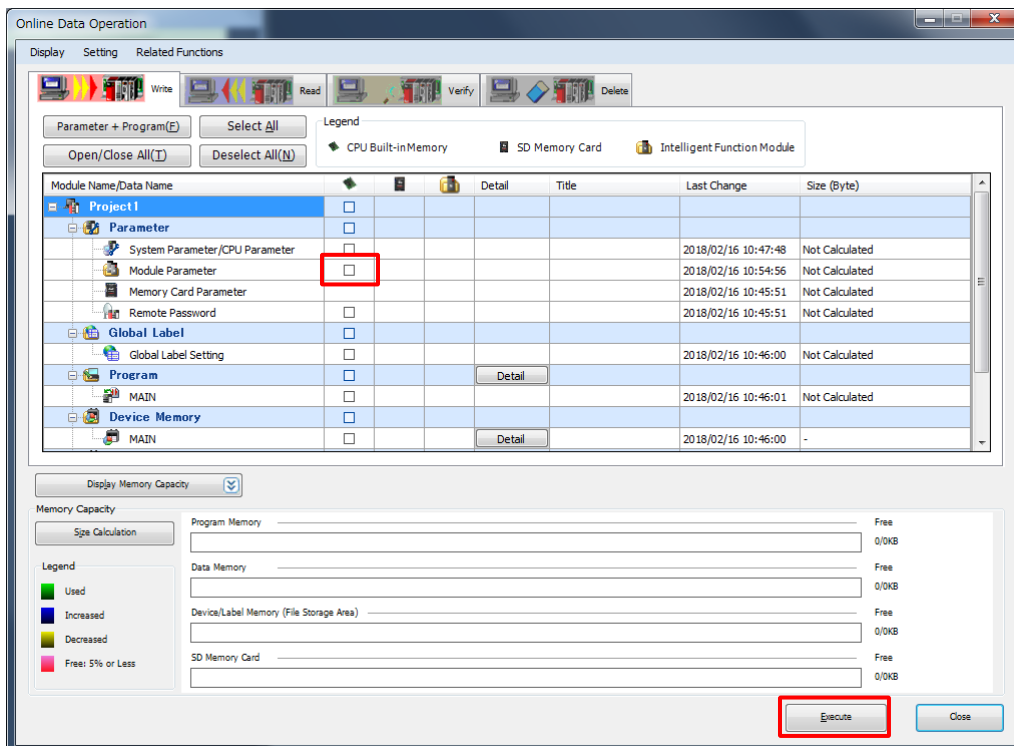 Online Data Operation
Display Setting Related Functions
Write Read Verify Delete
Parameter + Program(F) Select All Legend
CPU Built-in Memory SD Memory Card Intelligent Function Module
Open/Close All(T) Deselect All(N)
Module Name/Data Name Detail Title Last Change Size (Byte)
Project1
Parameter
System Parameter/CPU Parameter 2018/02/16 10:47:48 Not Calculated
Module Parameter 2018/02/16 10:54:56 Not Calculated
Memory Card Parameter 2018/02/16 10:45:51 Not Calculated
Remote Password 2018/02/16 10:45:51 Not Calculated
Global Label
Global Label Setting 2018/02/16 10:46:00 Not Calculated
Program Detail
MAIN 2018/02/16 10:46:01 Not Calculated
Device Memory
MAIN Detail 2018/02/16 10:46:00 -
Display Memory Capacity
Memory Capacity
Size Calculation
Program Memory Free
0/0KB
Legend
Data Memory Free
Used
0/0KB
Increased
Device/Label Memory (File Storage Area) Free
0/0KB
Decreased
SD Memory Card Free
Free: 5% or Less
0/0KB
Execute Close